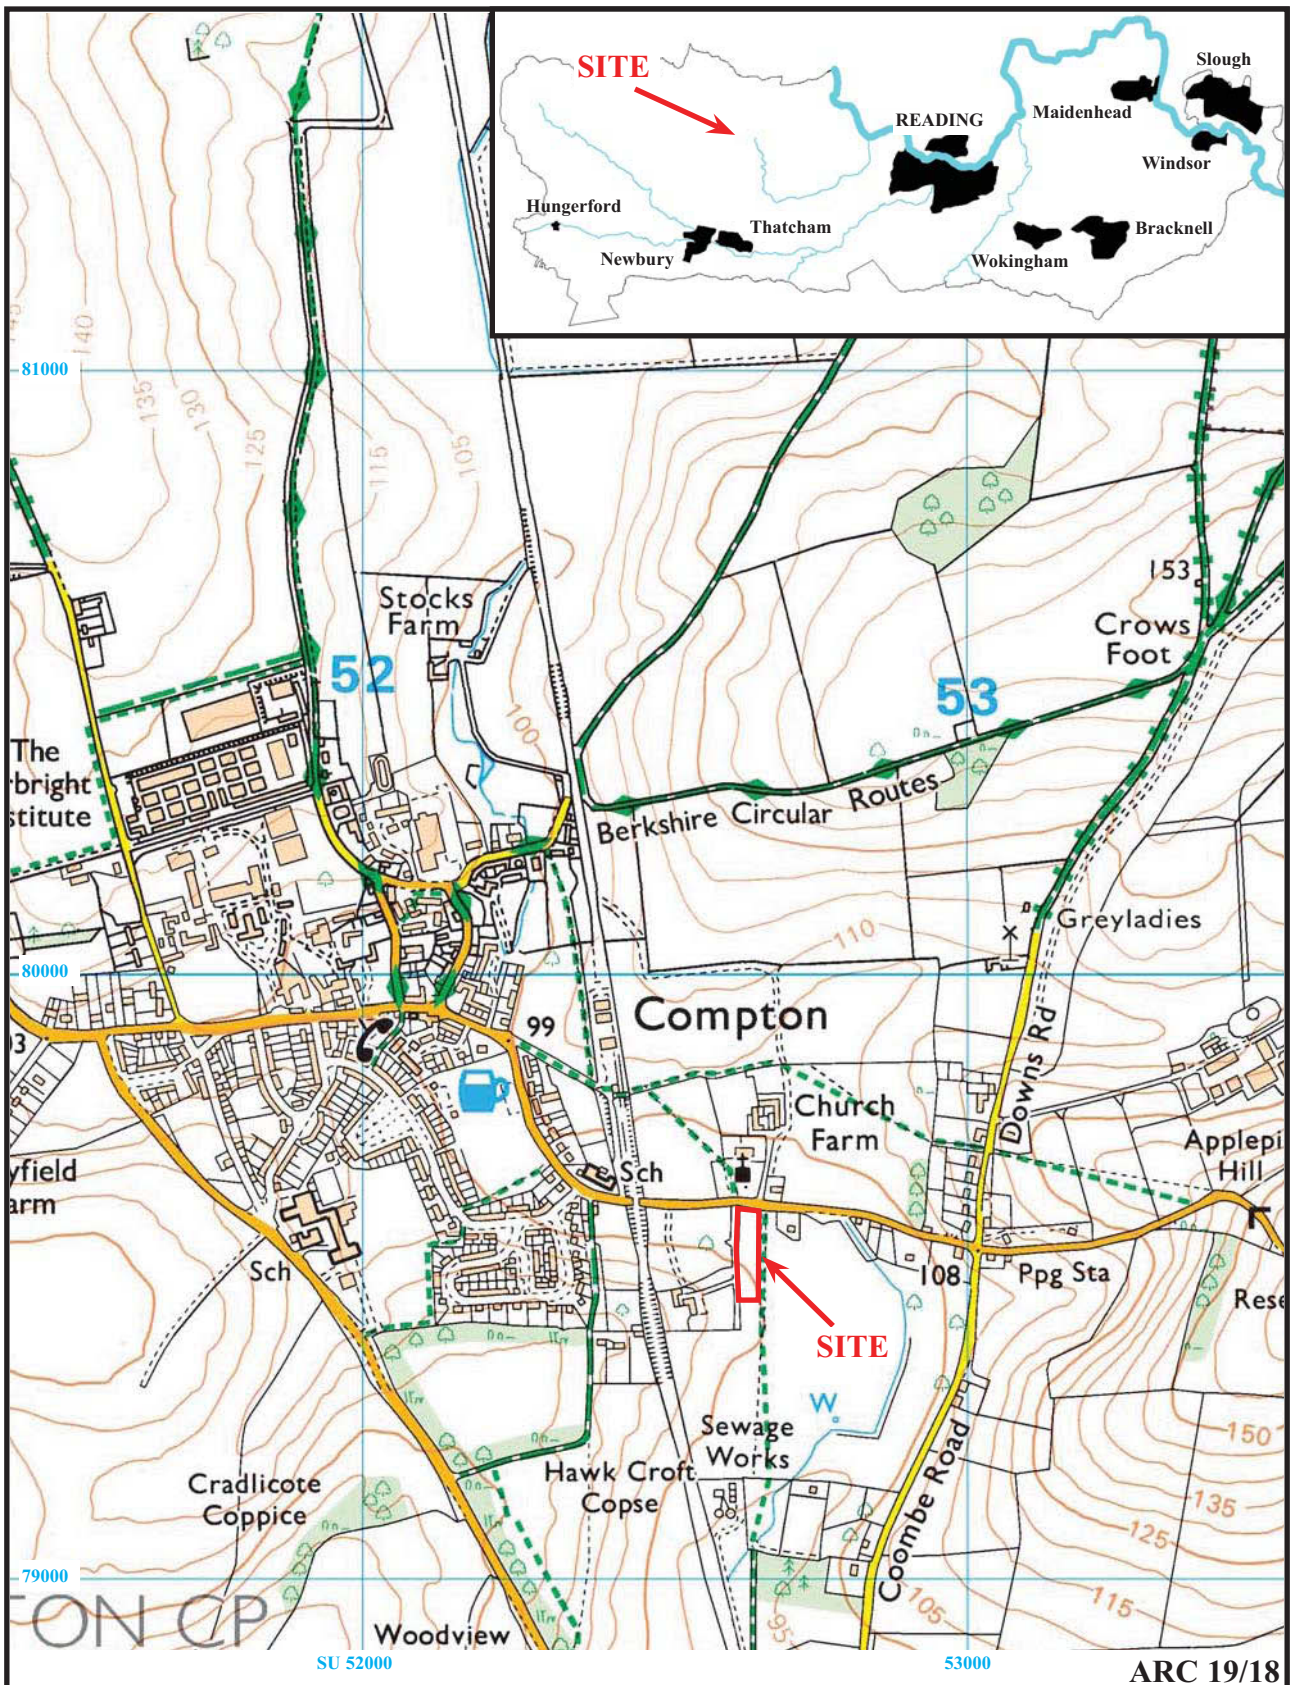 SITE
Slough
READING
Maidenhead
Windsor
Hungerford
Thatcham
Newbury
Bracknell
Wokingham
81000
145
140
135
130
125
115
105
Stocks
Farm
153
Crows
Foot
52
53
100
The
rbright
stitute
Berkshire Circular Routes
Greyladies
110
80000
Compton
99
03
Downs Rd
Church
Farm
Applepi
Hill
yfield
arm
Sch
Sch
108
Ppg Sta
Rese
SITE
W
Sewage
Works
150
Hawk Croft
Copse
Cradlicote
Coppice
135
125
Coombe Road
79000
115
105
95
TON CP
Woodview
SU 52000
53000
ARC 19/18